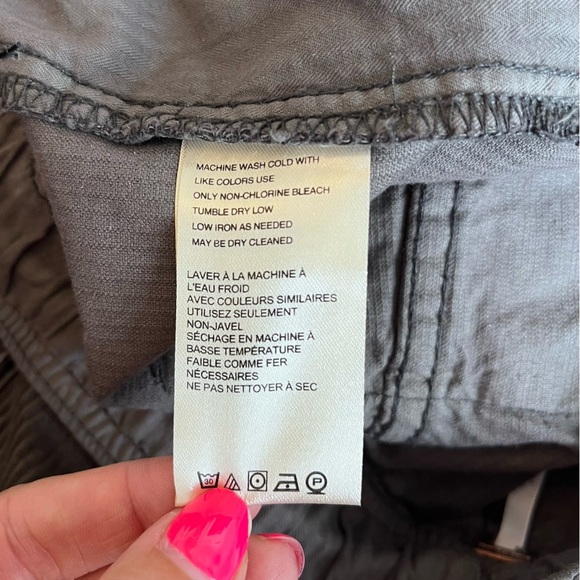 MACHINE WASH COLD WITH
LIKE COLORS USE
ONLY NON-CHLORINE BLEACH
TUMBLE DRY LOW
LOW IRON AS NEEDED
MAY BE DRY CLEANED
LAVER À LA MACHINE À
L'EAU FROID
AVEC COULEURS SIMILAIRES
UTILISEZ SEULEMENT
NON-JAVEL
SÉCHAGE EN MACHINE À
BASSE TEMPÉRATURE
FAIBLE COMME FER
NÉCESSAIRES
NE PAS NETTOYER À SEC
30 P